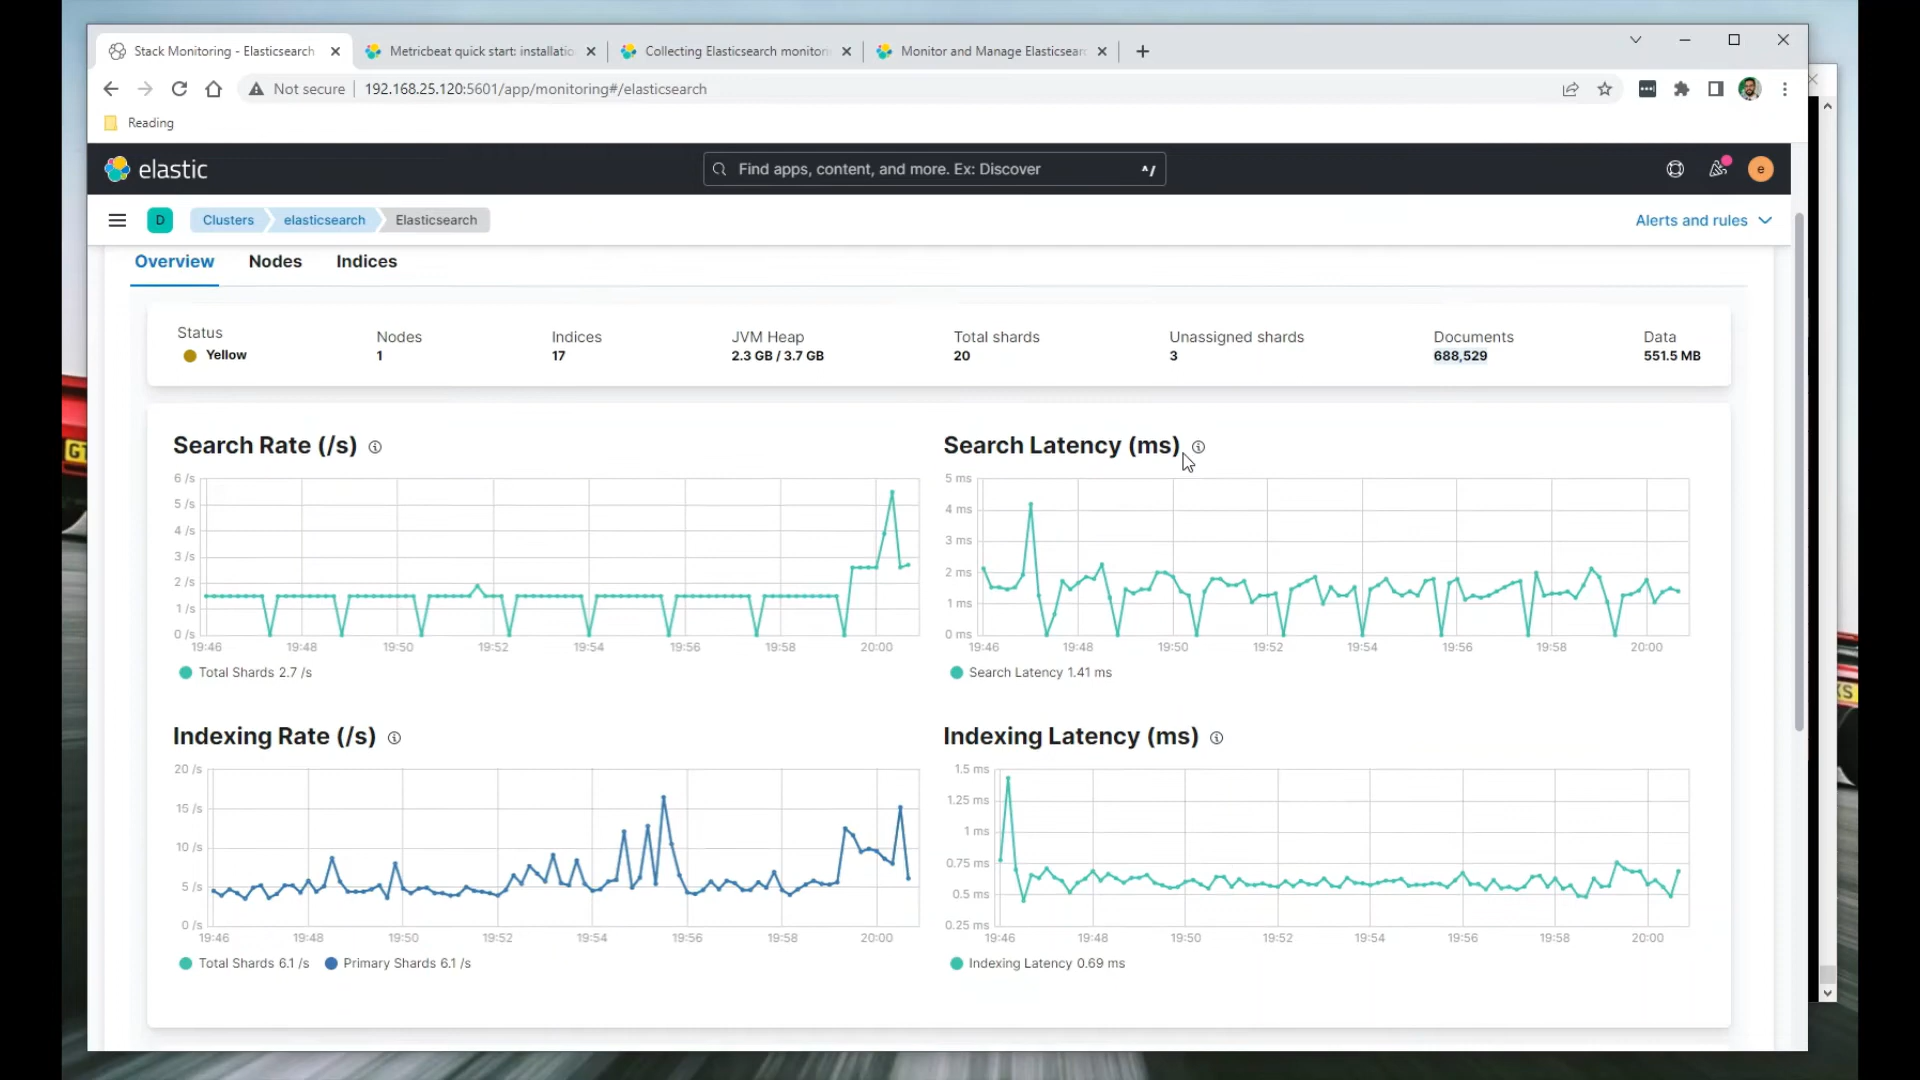 Stack Monitoring - Elasticsearch
Metricbeat quick start: installatio
Collecting Elasticsearch monitorin
Monitor and Manage Elasticsear
Not secure
192.168.25.120:5601/app/monitoring#/elasticsearch
Reading
elastic
Find apps, content, and more. Ex: Discover
^/
e
D
Clusters
elasticsearch
Elasticsearch
Alerts and rules
Overview
Nodes
Indices
Status
Nodes
Indices
JVM Heap
Total shards
Unassigned shards
Documents
Data
Yellow
1
17
2.3 GB / 3.7 GB
20
3
688,529
551.5 MB
Search Rate (/s)
6 /s
5 /s
4 /s
3 /s
2 /s
1 /s
0 /s
19:46 19:48 19:50 19:52 19:54 19:56 19:58 20:00
Total Shards 2.7 /s
Search Latency (ms)
5 ms
4 ms
3 ms
2 ms
1 ms
0 ms
19:46 19:48 19:50 19:52 19:54 19:56 19:58 20:00
Search Latency 1.41 ms
Indexing Rate (/s)
20 /s
15 /s
10 /s
5 /s
0 /s
19:46 19:48 19:50 19:52 19:54 19:56 19:58 20:00
Total Shards 6.1 /s Primary Shards 6.1 /s
Indexing Latency (ms)
1.5 ms
1.25 ms
1 ms
0.75 ms
0.5 ms
0.25 ms
19:46 19:48 19:50 19:52 19:54 19:56 19:58 20:00
Indexing Latency 0.69 ms